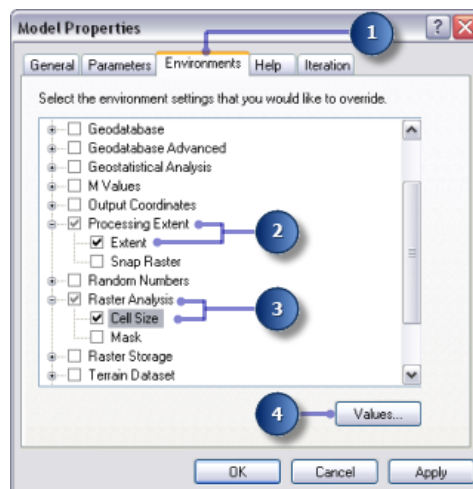 Model Properties
1
General Parameters Environments Help Iteration
Select the environment settings that you would like to override.
Geodatabase
Geodatabase Advanced
Geostatistical Analysis
M Values
Output Coordinates
Processing Extent
2
Extent
Snap Raster
Random Numbers
Raster Analysis
3
Cell Size
Mask
Raster Storage
Terrain Dataset
4
Values...
OK Cancel Apply